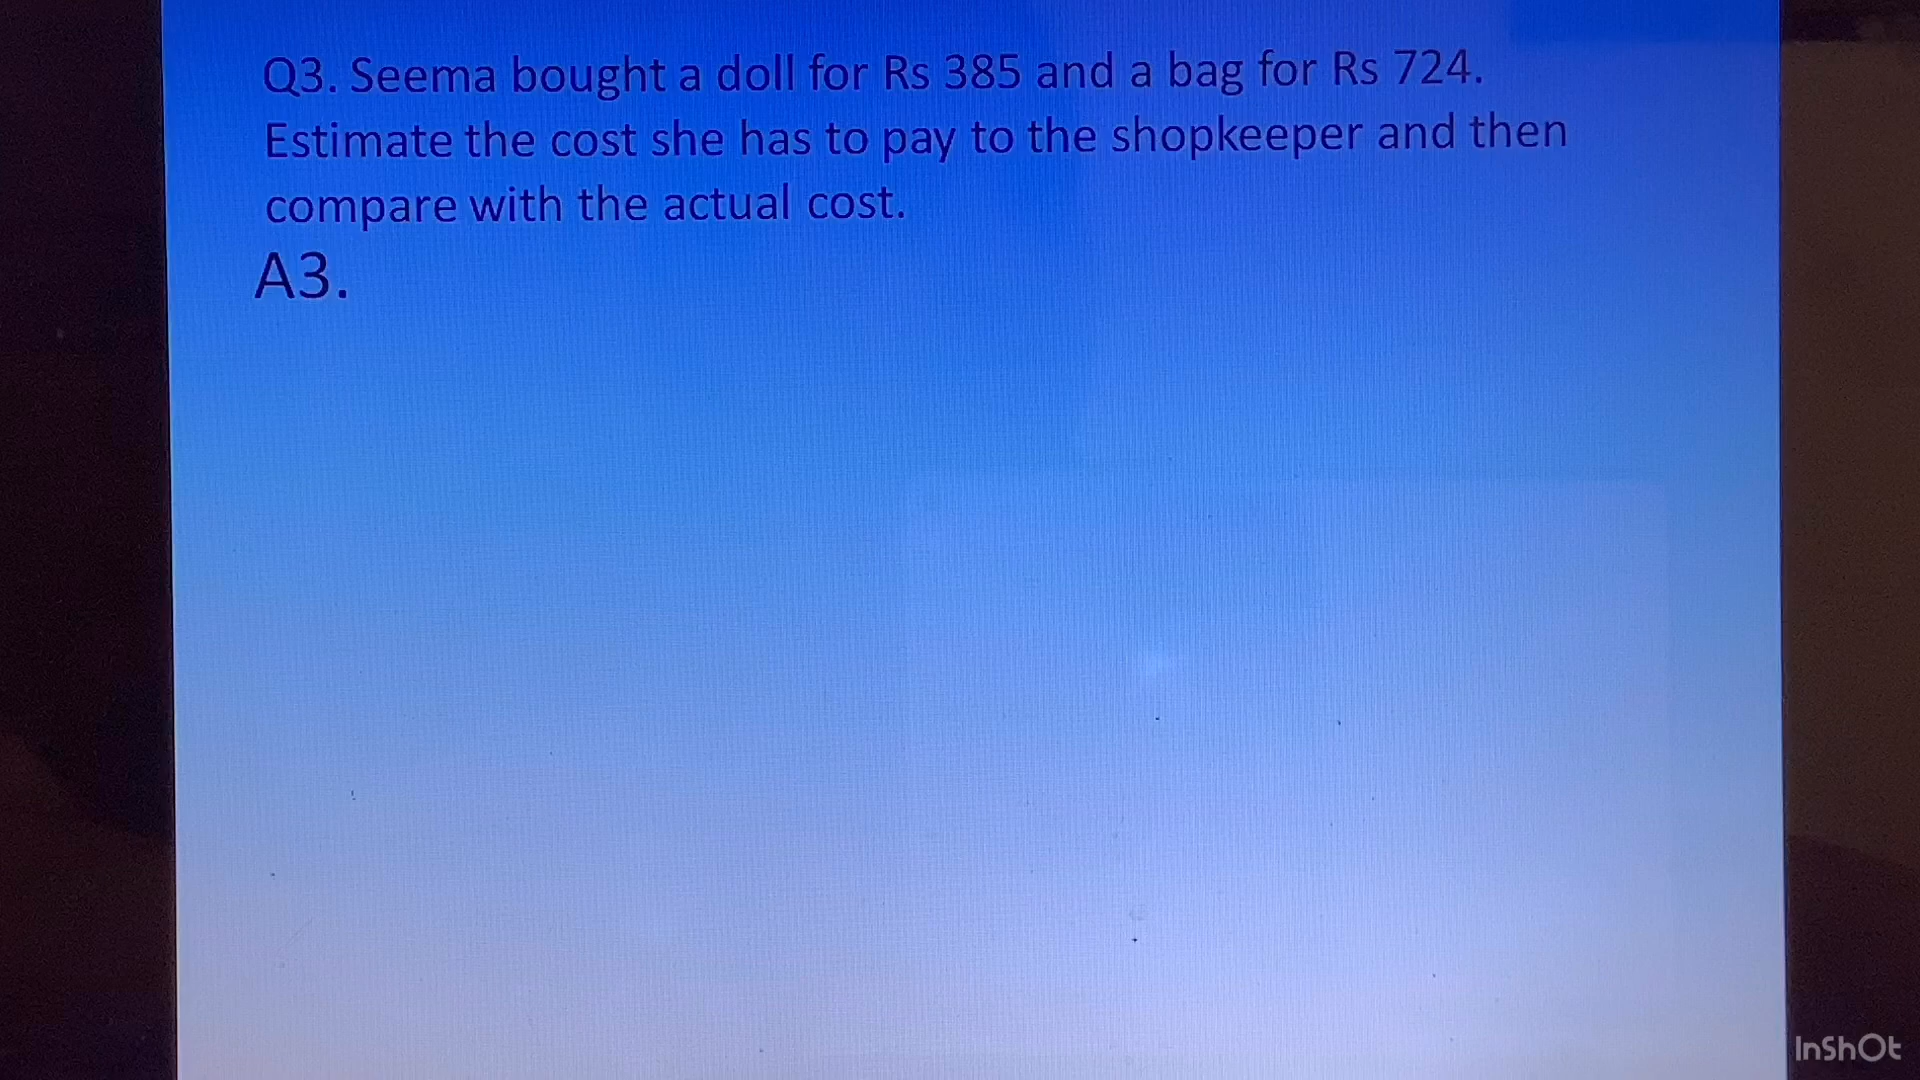 Q3. Seema bought a doll for Rs 385 and a bag for Rs 724.
Estimate the cost she has to pay to the shopkeeper and then
compare with the actual cost.
A3.
InShOt